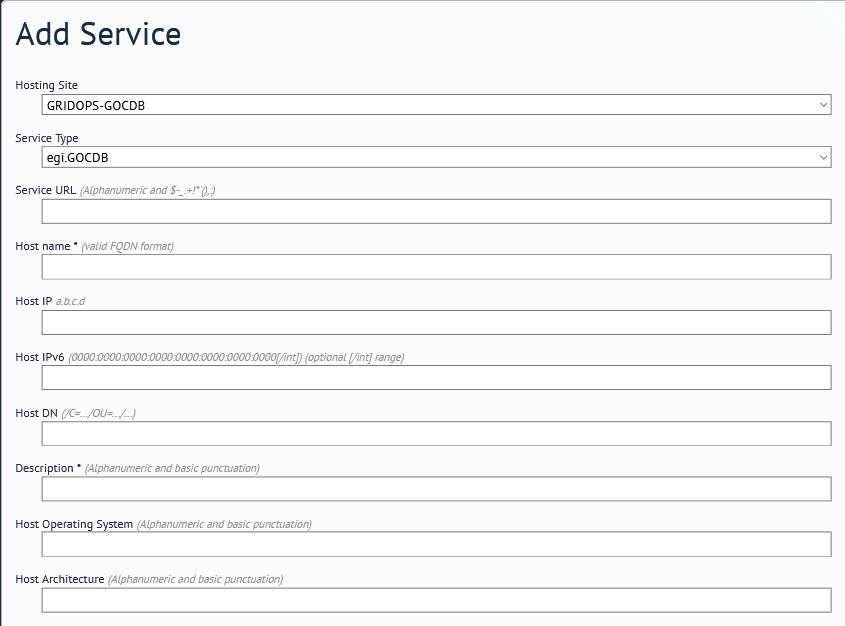 Add Service
Hosting Site
GRIDOPS-GOCDB
Service Type
egi.GOCDB
Service URL (Alphanumeric and $-_.+!*'(),:)
Host name * (valid FQDN format)
Host IP a.b.c.d
Host IPv6 (0000:0000:0000:0000:0000:0000:0000:0000[/int]) (optional [/int] range)
Host DN (/C=.../OU=.../...)
Description * (Alphanumeric and basic punctuation)
Host Operating System (Alphanumeric and basic punctuation)
Host Architecture (Alphanumeric and basic punctuation)